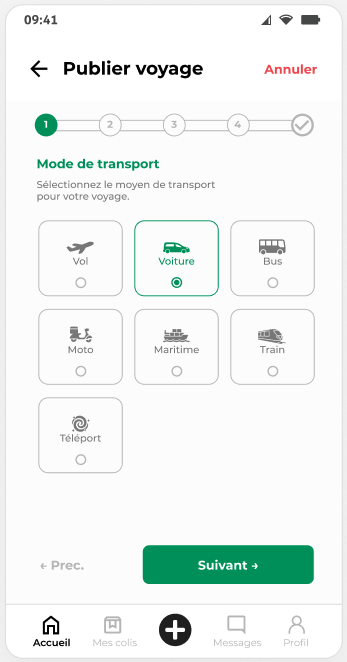 09:41
← Publier voyage
Annuler
1 2 3 4
Mode de transport
Sélectionnez le moyen de transport
pour votre voyage.
Vol Voiture Bus
Moto Maritime Train
Téléport
← Prec.
Suivant →
Accueil Mes colis Messages Profil